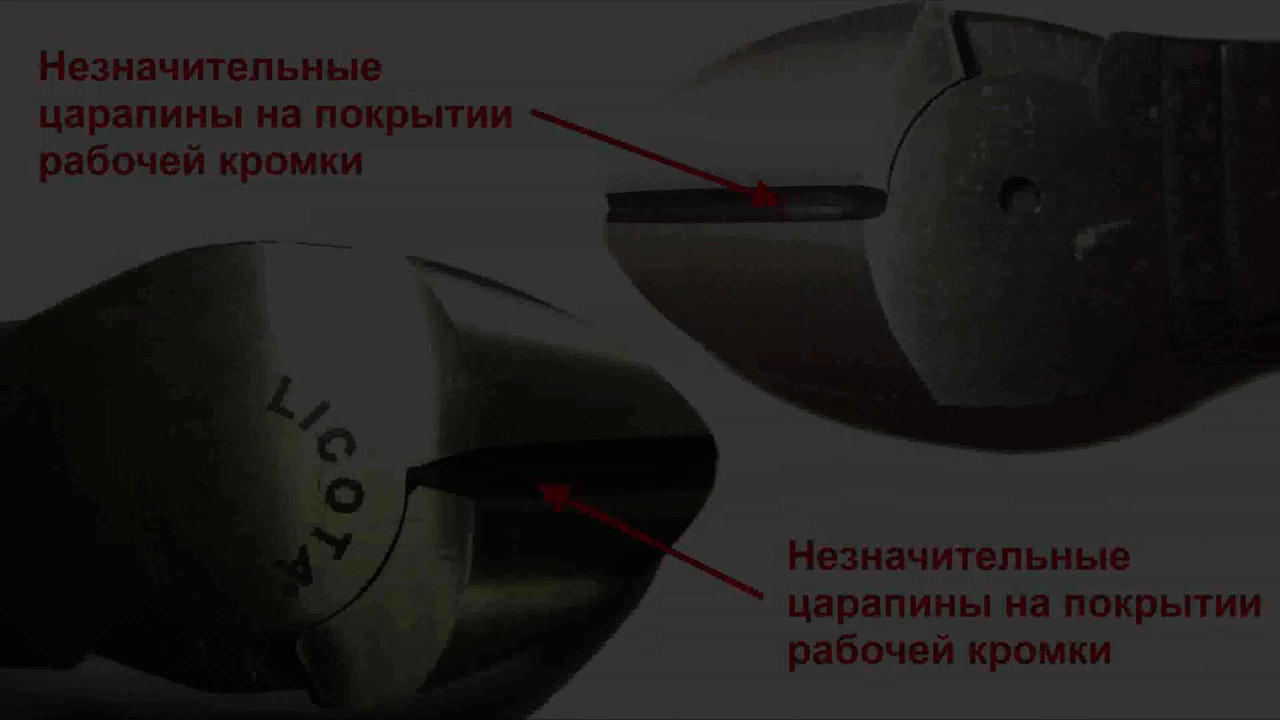 Незначительные
царапины на покрытии
рабочей кромки
LICOTA
Незначительные
царапины на покрытии
рабочей кромки